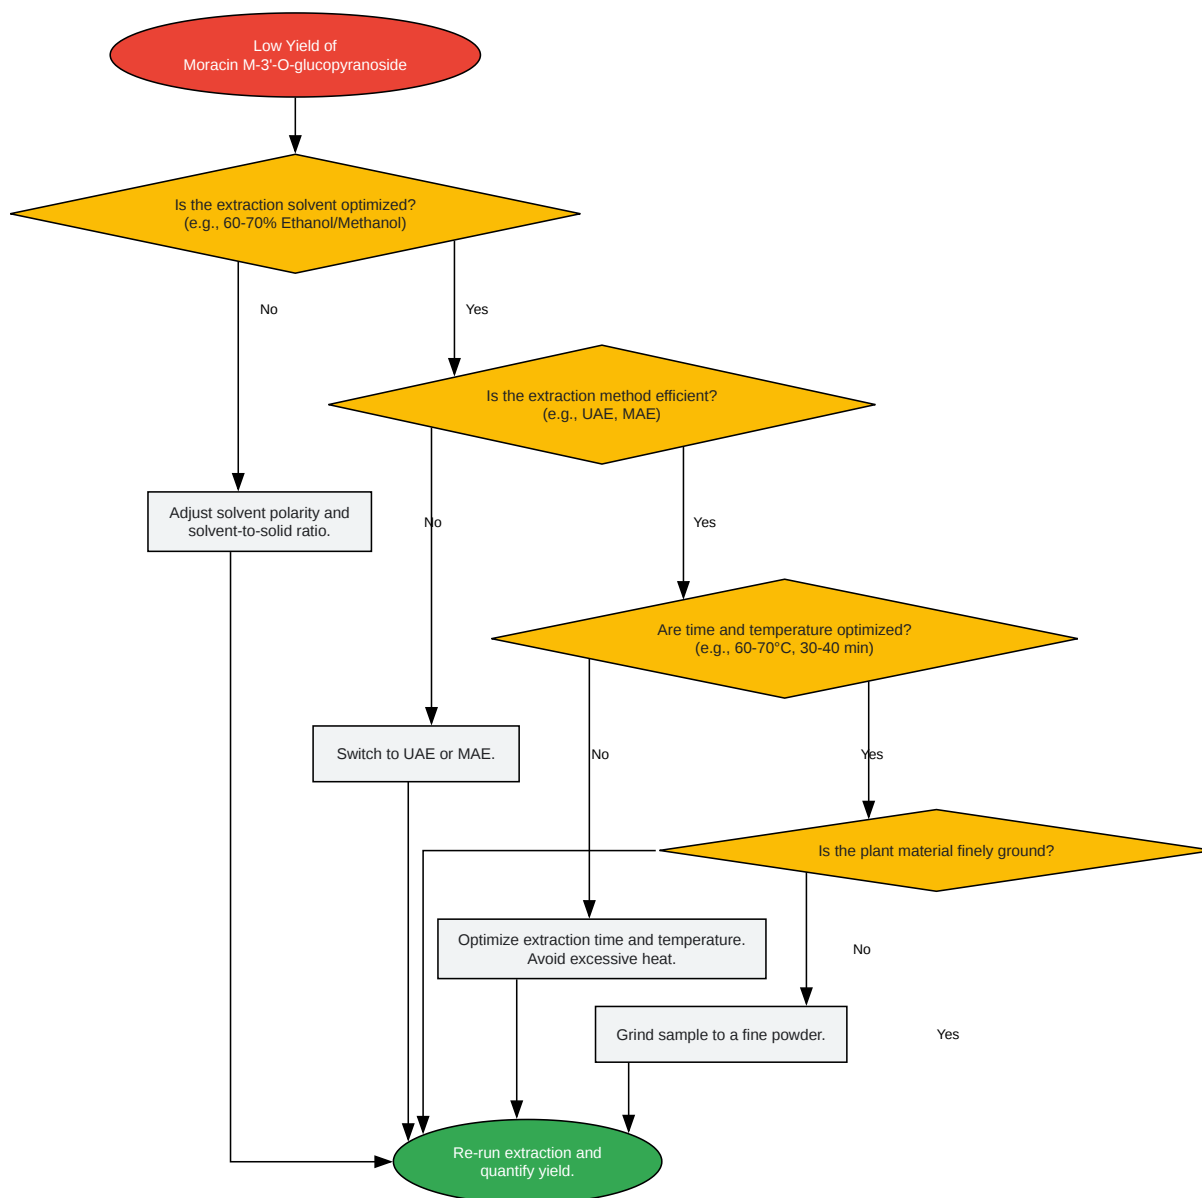 Low Yield of
Moracin M-3'-O-glucopyranoside
Is the extraction solvent optimized?
(e.g., 60-70% Ethanol/Methanol)
No
Yes
Is the extraction method efficient?
(e.g., UAE, MAE)
Adjust solvent polarity and
solvent-to-solid ratio.
No
Yes
Are time and temperature optimized?
(e.g., 60-70°C, 30-40 min)
Switch to UAE or MAE.
No
Yes
Is the plant material finely ground?
Optimize extraction time and temperature.
Avoid excessive heat.
No
Grind sample to a fine powder.
Yes
Re-run extraction and
quantify yield.